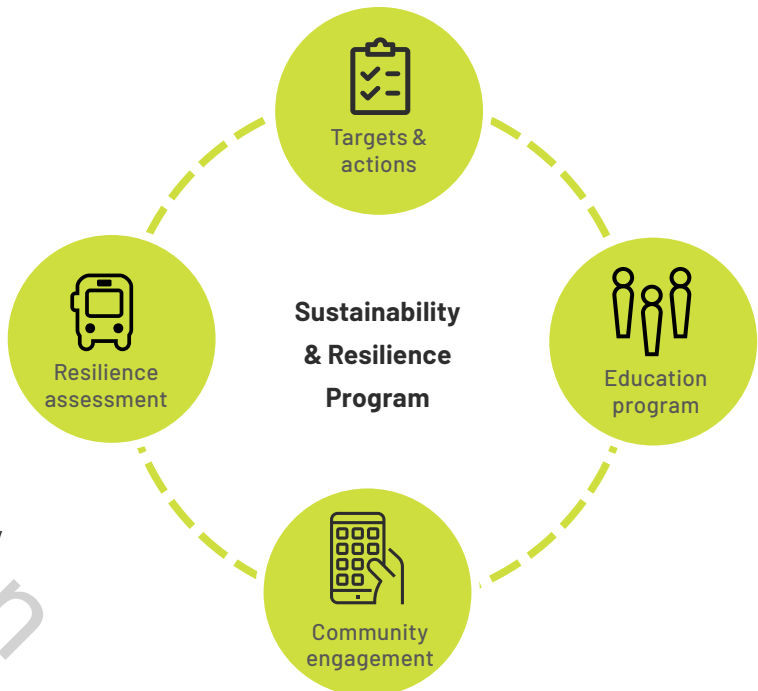 Targets &
actions
Resilience
assessment
Sustainability
& Resilience
Program
Education
program
Community
engagement